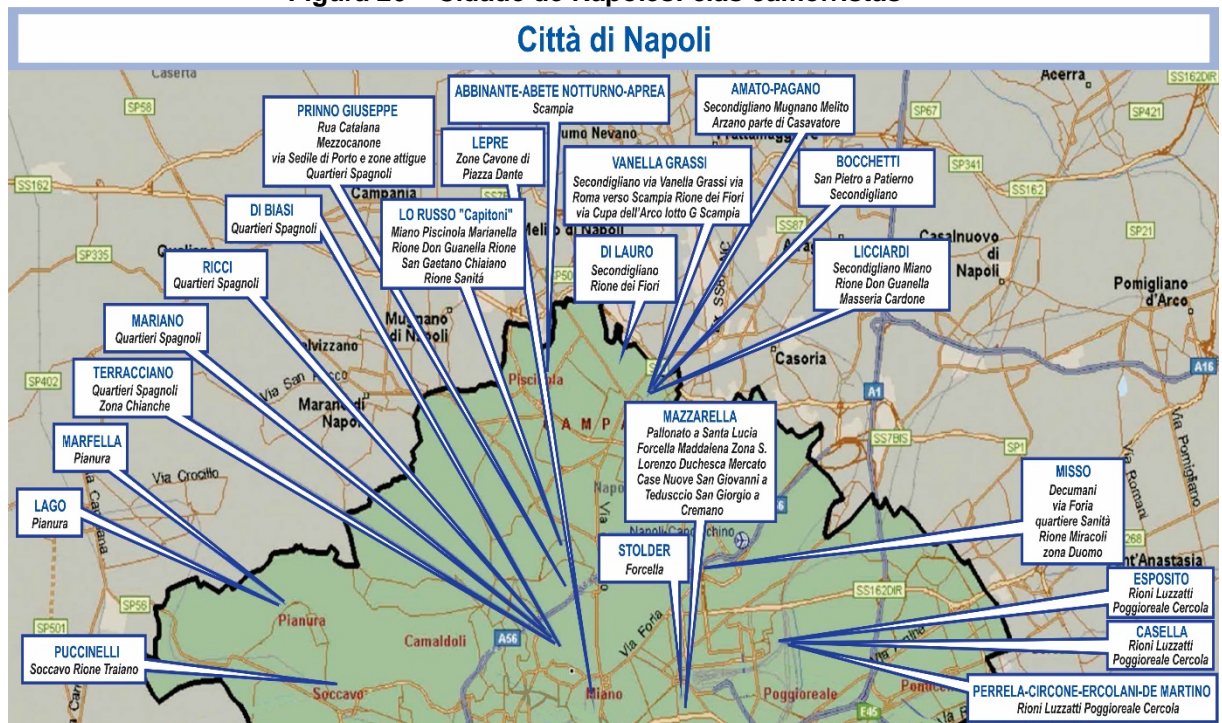 Città di Napoli
Caserta
SP58
SS162
SP335
SP67
SP341
SS162DIR
SP421
Acerra
SS87
PRINNO GIUSEPPE
Rua Catalana
Mezzocanone
via Sedile di Porto e zone attigue
Quartieri Spagnoli
ABBINANTE-ABETE NOTTURNO-APREA
Scampia
AMATO-PAGANO
Secondigliano Mugnano Melito
Arzano parte di Casavatore
LEPRE
Zone Cavone di
Piazza Dante
VANELLA GRASSI
Secondigliano via Vanella Grassi via
Roma verso Scampia Rione dei Fiori
via Cupa dell'Arco lotto G Scampia
BOCCHETTI
San Pietro a Patierno
Secondigliano
DI BIASI
Quartieri Spagnoli
LO RUSSO "Capitoni"
Miano Piscinola Marianella
Rione Don Guanella Rione
San Gaetano Chiaiano
Rione Sanitá
DI LAURO
Secondigliano
Rione dei Fiori
LICCIARDI
Secondigliano Miano
Rione Don Guanella
Masseria Cardone
Casalnuovo
di
Napoli
SP21
Pomigliano
d'Arco
RICCI
Quartieri Spagnoli
MARIANO
Quartieri Spagnoli
Mugnano
di Napoli
Casoria
A16
SP402
TERRACCIANO
Quartieri Spagnoli
Zona Chianche
Marano di
Piscinola
A1
SS7BIS
SP1
MARFELLA
Pianura
Via Crocillo
MAZZARELLA
Pallonato a Santa Lucia
Forcella Maddalena Zona S.
Lorenzo Duchesca Mercato
Case Nuove San Giovanni a
Tedusccio San Giorgio a
Cremano
Via Romani
Via Pomigliano
MISSO
Decumani
via Foria
quartiere Sanità
Rione Miracoli
zona Duomo
LAGO
Pianura
STOLDER
Forcella
268
ESPOSITO
Rioni Luzzatti
Poggioreale Cercola
SP56
SP501
Pianura
Camaldoli
A56
Via Foria
SS162DIR
CASELLA
Rioni Luzzatti
Poggioreale Cercola
PUCCINELLI
Soccavo Rione Traiano
Soccavo
Miano
Poggioreale
E45
PERRELA-CIRCONE-ERCOLANI-DE MARTINO
Rioni Luzzatti Poggioreale Cercola